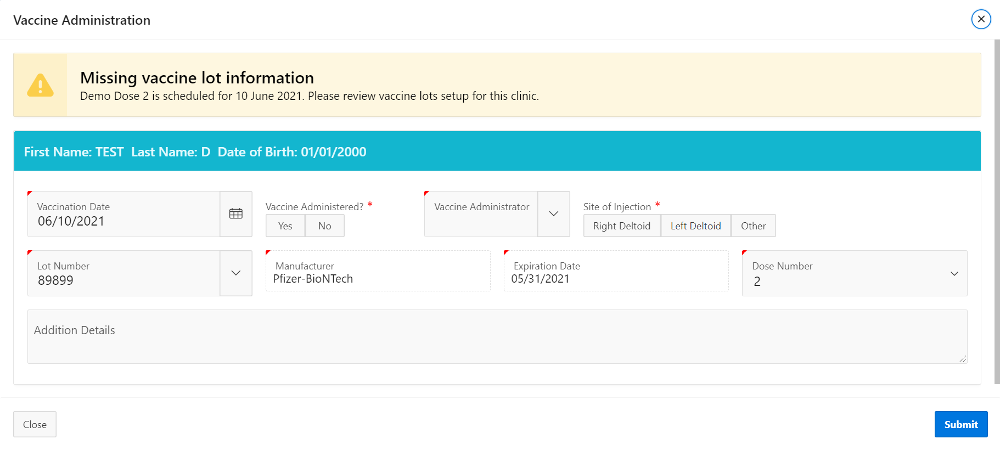 Vaccine Administration
Missing vaccine lot information
Demo Dose 2 is scheduled for 10 June 2021. Please review vaccine lots setup for this clinic.
First Name: TEST Last Name: D Date of Birth: 01/01/2000
Vaccination Date
06/10/2021
Vaccine Administered? *
Yes No
Vaccine Administrator
Site of Injection *
Right Deltoid Left Deltoid Other
Lot Number
89899
Manufacturer
Pfizer-BioNTech
Expiration Date
05/31/2021
Dose Number
2
Addition Details
Close Submit